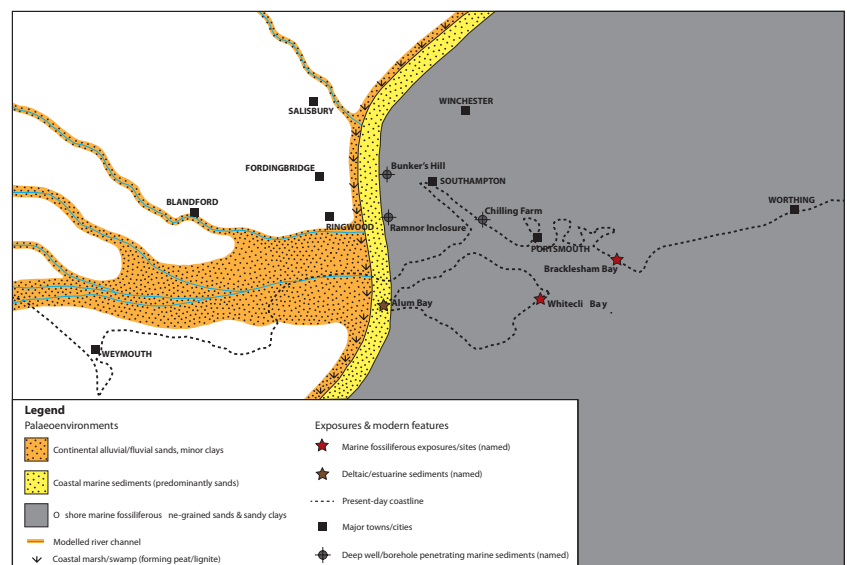 WINCHESTER
SALISBURY
Bunker's Hill
FORDINGBRIDGE
SOUTHAMPTON
BLANDFORD
Chilling Farm
WORTHING
RINGWOOD
Ramnor Inclosure
PORTSMOUTH
Bracklesham Bay
Alum Bay
Whitecli Bay
WEYMOUTH
Legend
Palaeoenvironments
Continental alluvial/fluvial sands, minor clays
Coastal marine sediments (predominantly sands)
O shore marine fossiliferous ne-grained sands & sandy clays
Modelled river channel
Coastal marsh/swamp (forming peat/lignite)
Exposures & modern features
Marine fossiliferous exposures/sites (named)
Deltaic/estuarine sediments (named)
Present-day coastline
Major towns/cities
Deep well/borehole penetrating marine sediments (named)